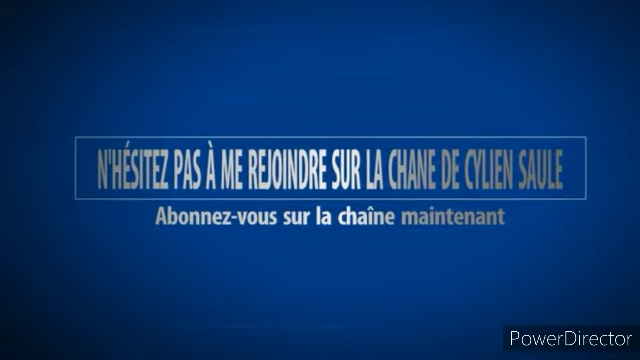 N'HÉSITEZ PAS À ME REJOINDRE SUR LA CHANE DE CYLIEN SAULE
Abonnez-vous sur la chaîne maintenant
PowerDirector